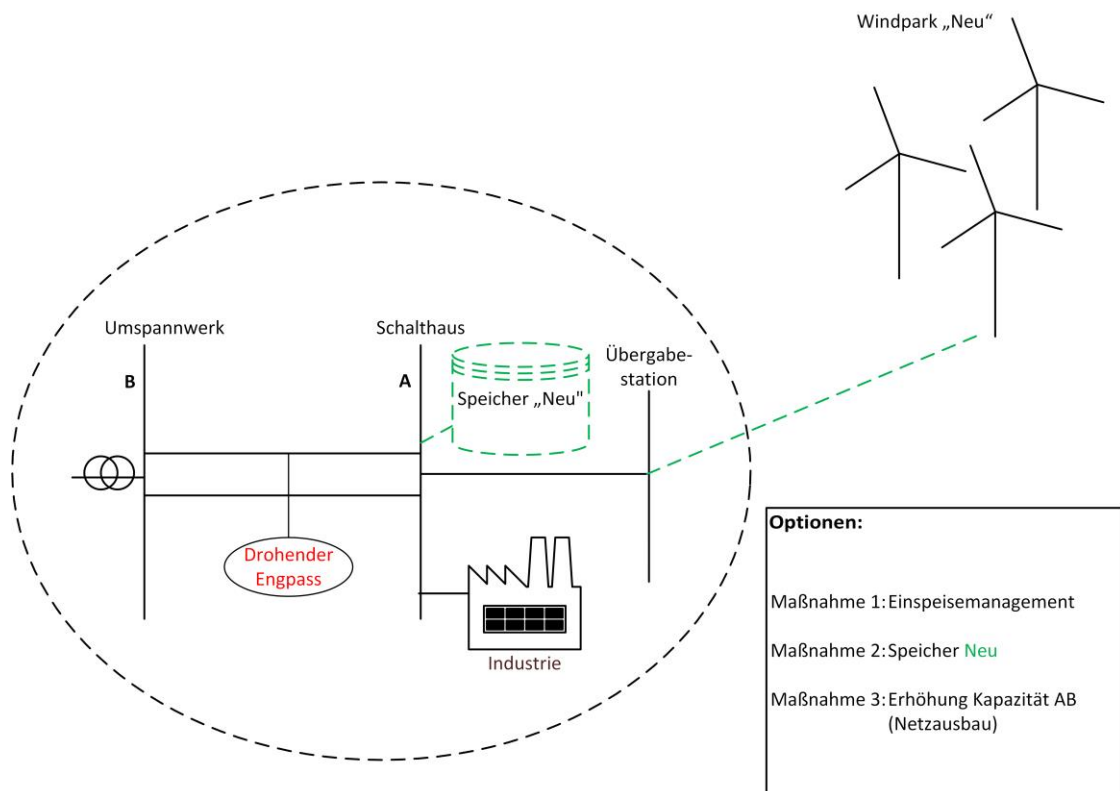 Windpark „Neu“
Umspannwerk
Schalthaus
Übergabe-
station
B
A
Speicher „Neu"
Drohender
Engpass
Industrie
Optionen:
Maßnahme 1: Einspeisemanagement
Maßnahme 2: Speicher Neu
Maßnahme 3: Erhöhung Kapazität AB
(Netzausbau)